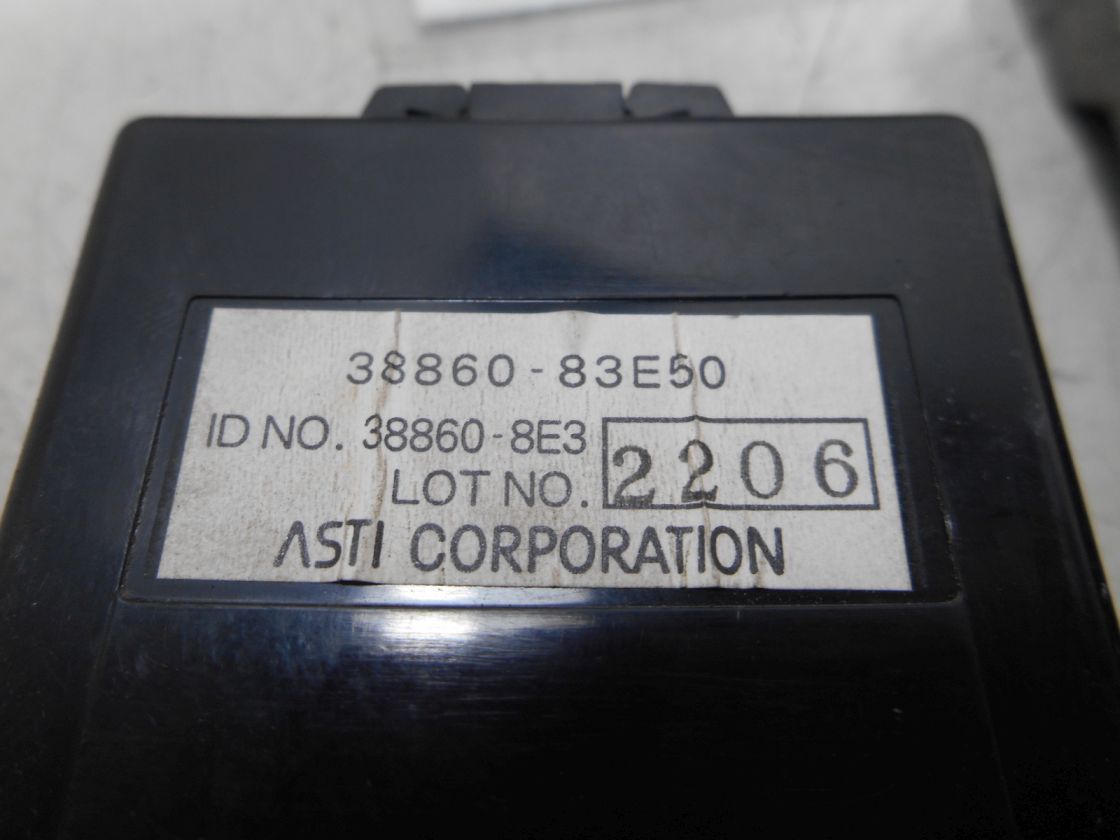 38860-83E50
ID NO. 38860-8E3
LOT NO. 2206
ASTI CORPORATION